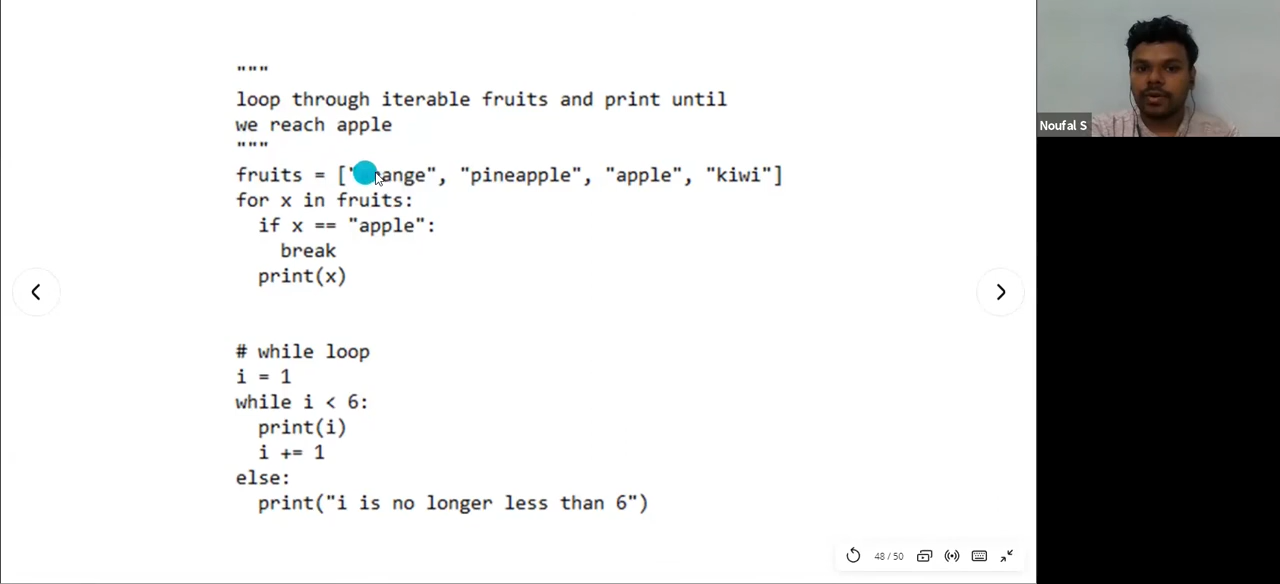 """
loop through iterable fruits and print until
we reach apple
"""
fruits = [" ange", "pineapple", "apple", "kiwi"]
for x in fruits:
  if x == "apple":
    break
  print(x)
# while loop
i = 1
while i < 6:
  print(i)
  i += 1
else:
  print("i is no longer less than 6")
48 / 50
Noufal S